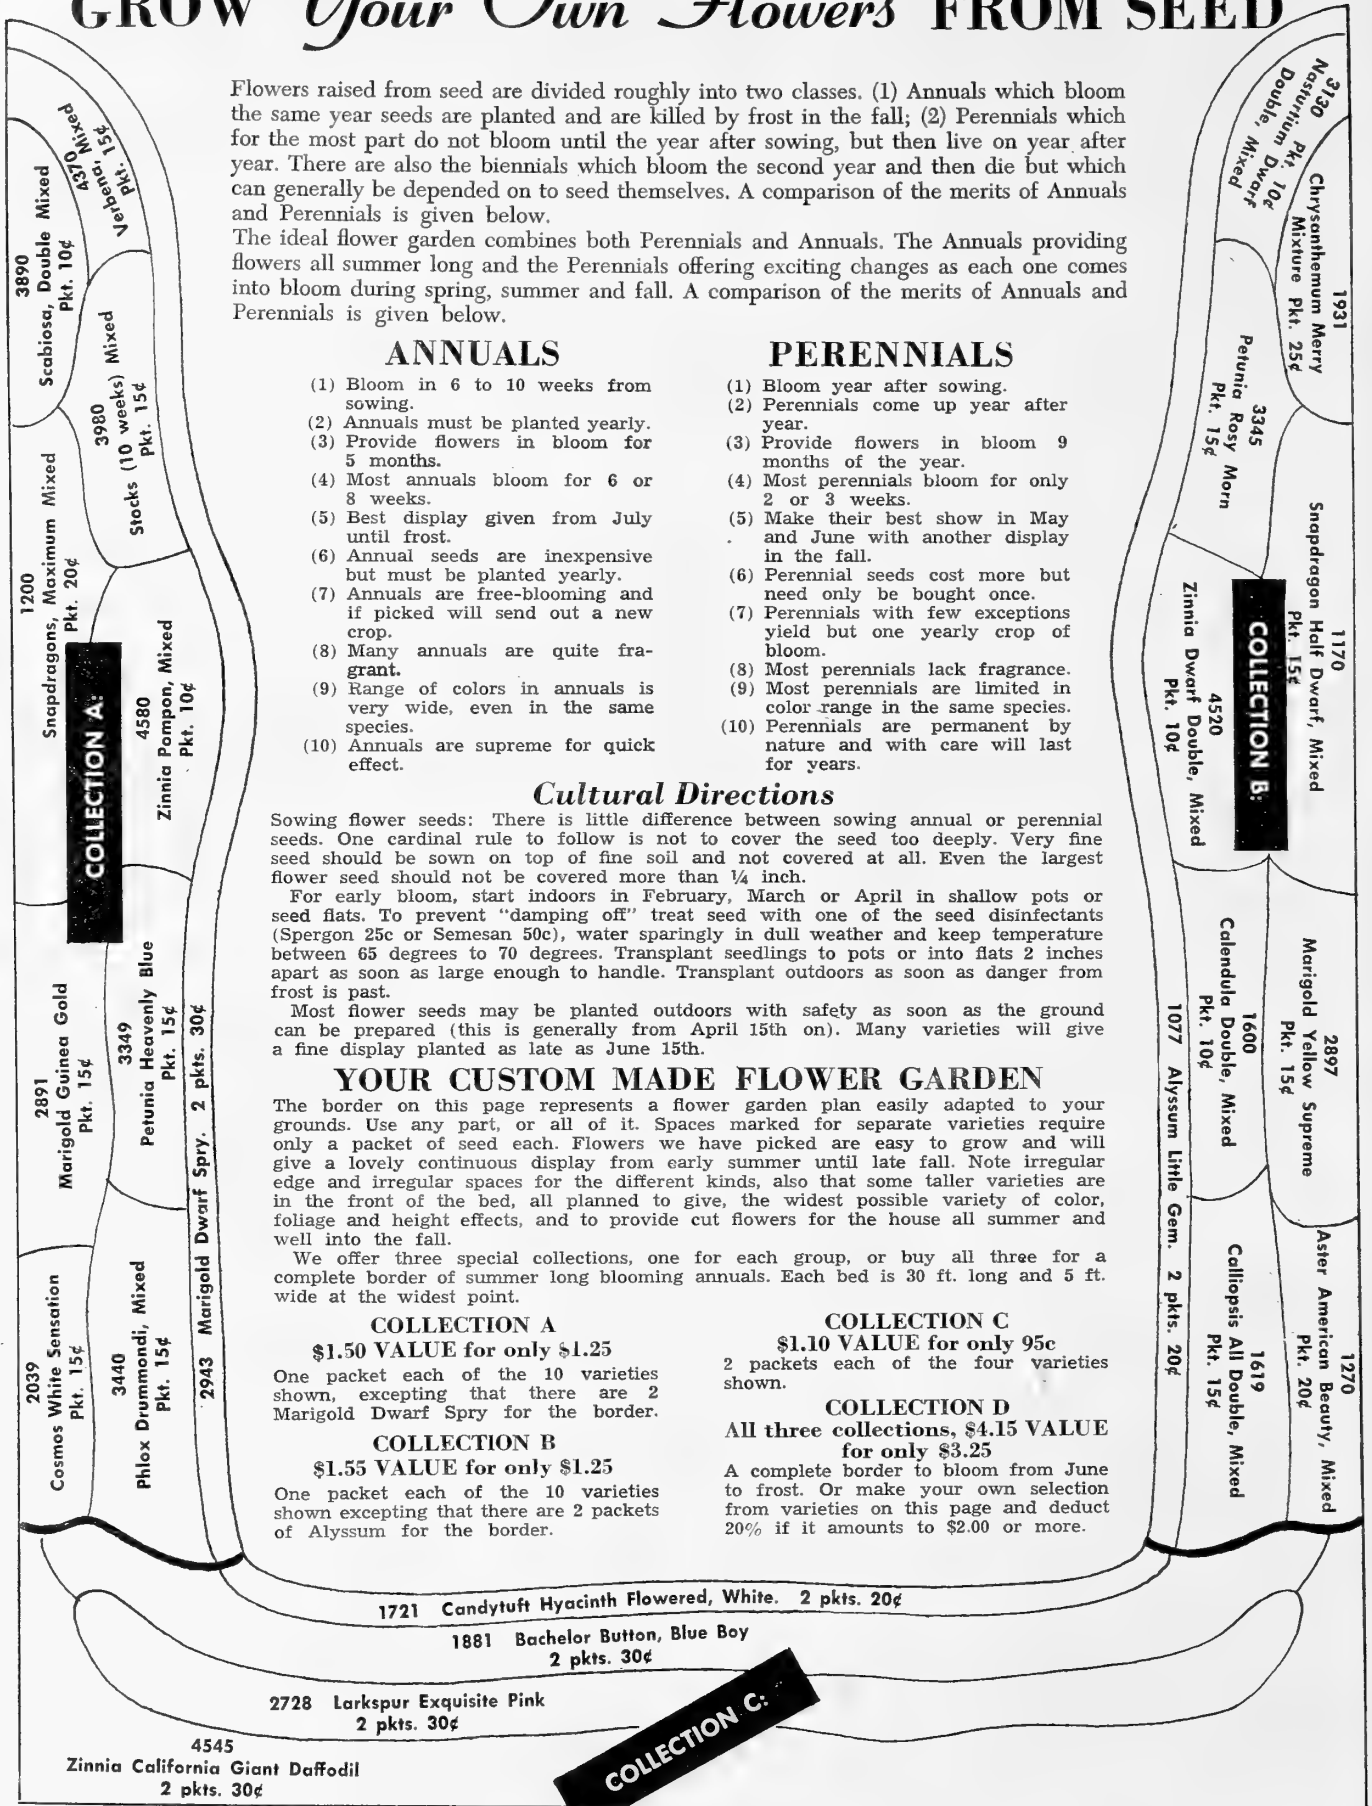 GROW Your Own Flowers FROM SEED
Flowers raised from seed are divided roughly into two classes. (1) Annuals which bloom
the same year seeds are planted and are killed by frost in the fall; (2) Perennials which
for the most part do not bloom until the year after sowing, but then live on year after
year. There are also the biennials which bloom the second year and then die but which
can generally be depended on to seed themselves. A comparison of the merits of Annuals
and Perennials is given below.
The ideal flower garden combines both Perennials and Annuals. The Annuals providing
flowers all summer long and the Perennials offering exciting changes as each one comes
into bloom during spring, summer and fall. A comparison of the merits of Annuals and
Perennials is given below.
ANNUALS
(1) Bloom in 6 to 10 weeks from
sowing.
(2) Annuals must be planted yearly.
(3) Provide flowers in bloom for
5 months.
(4) Most annuals bloom for 6 or
8 weeks.
(5) Best display given from July
until frost.
(6) Annual seeds are inexpensive
but must be planted yearly.
(7) Annuals are free-blooming and
if picked will send out a new
crop.
(8) Many annuals are quite fra-
grant.
(9) Range of colors in annuals is
very wide, even in the same
species.
(10) Annuals are supreme for quick
effect.
PERENNIALS
(1) Bloom year after sowing.
(2) Perennials come up year after
year.
(3) Provide flowers in bloom 9
months of the year.
(4) Most perennials bloom for only
2 or 3 weeks.
(5) Make their best show in May
and June with another display
in the fall.
(6) Perennial seeds cost more but
need only be bought once.
(7) Perennials with few exceptions
yield but one yearly crop of
bloom.
(8) Most perennials lack fragrance.
(9) Most perennials are limited in
color range in the same species.
(10) Perennials are permanent by
nature and with care will last
for years.
Cultural Directions
Sowing flower seeds: There is little difference between sowing annual or perennial
seeds. One cardinal rule to follow is not to cover the seed too deeply. Very fine
seed should be sown on top of fine soil and not covered at all. Even the largest
flower seed should not be covered more than ¼ inch.
For early bloom, start indoors in February, March or April in shallow pots or
seed flats. To prevent "damping off" treat seed with one of the seed disinfectants
(Spergon 25c or Semesan 50c), water sparingly in dull weather and keep temperature
between 65 degrees to 70 degrees. Transplant seedlings to pots or into flats 2 inches
apart as soon as large enough to handle. Transplant outdoors as soon as danger from
frost is past.
Most flower seeds may be planted outdoors with safety as soon as the ground
can be prepared (this is generally from April 15th on). Many varieties will give
a fine display planted as late as June 15th.
YOUR CUSTOM MADE FLOWER GARDEN
The border on this page represents a flower garden plan easily adapted to your
grounds. Use any part, or all of it. Spaces marked for separate varieties require
only a packet of seed each. Flowers we have picked are easy to grow and will
give a lovely continuous display from early summer until late fall. Note irregular
edge and irregular spaces for the different kinds, also that some taller varieties are
in the front of the bed, all planned to give, the widest possible variety of color,
foliage and height effects, and to provide cut flowers for the house all summer and
well into the fall.
We offer three special collections, one for each group, or buy all three for a
complete border of summer long blooming annuals. Each bed is 30 ft. long and 5 ft.
wide at the widest point.
COLLECTION A
$1.50 VALUE for only $1.25
One packet each of the 10 varieties
shown, excepting that there are 2
Marigold Dwarf Spry for the border.
COLLECTION B
$1.55 VALUE for only $1.25
One packet each of the 10 varieties
shown excepting that there are 2 packets
of Alyssum for the border.
COLLECTION C
$1.10 VALUE for only 95c
2 packets each of the four varieties
shown.
COLLECTION D
All three collections, $4.15 VALUE
for only $3.25
A complete border to bloom from June
to frost. Or make your own selection
from varieties on this page and deduct
20% if it amounts to $2.00 or more.
4370
Verbena, Mixed
Pkt. 15¢
3890
Scabiosa, Double Mixed
Pkt. 10¢
3980
Stocks (10 weeks) Mixed
Pkt. 15¢
1200
Snapdragons, Maximum Mixed
Pkt. 20¢
COLLECTION A:
4580
Zinnia Pompon, Mixed
Pkt. 10¢
2891
Marigold Guinea Gold
Pkt. 15¢
3349
Petunia Heavenly Blue
Pkt. 15¢
2943 Marigold Dwarf Spry. 2 pkts. 30¢
2039
Cosmos White Sensation
Pkt. 15¢
3440
Phlox Drummondi, Mixed
Pkt. 15¢
3130 Pkt. 10¢
Nasturtium Dwarf
Double, Mixed
1931
Chrysanthemum Merry
Mixture Pkt. 25¢
3345
Petunia Rosy Morn
Pkt. 15¢
1170
Snapdragon Half Dwarf, Mixed
Pkt. 15¢
COLLECTION B:
4520
Zinnia Dwarf Double, Mixed
Pkt. 10¢
2897
Marigold Yellow Supreme
Pkt. 15¢
1600
Calendula Double, Mixed
Pkt. 10¢
1077 Alyssum Little Gem. 2 pkts. 20¢
1270
Aster American Beauty, Mixed
Pkt. 20¢
1619
Calliopsis All Double, Mixed
Pkt. 15¢
1721 Candytuft Hyacinth Flowered, White. 2 pkts. 20¢
1881 Bachelor Button, Blue Boy
2 pkts. 30¢
2728 Larkspur Exquisite Pink
2 pkts. 30¢
COLLECTION C:
4545
Zinnia California Giant Daffodil
2 pkts. 30¢